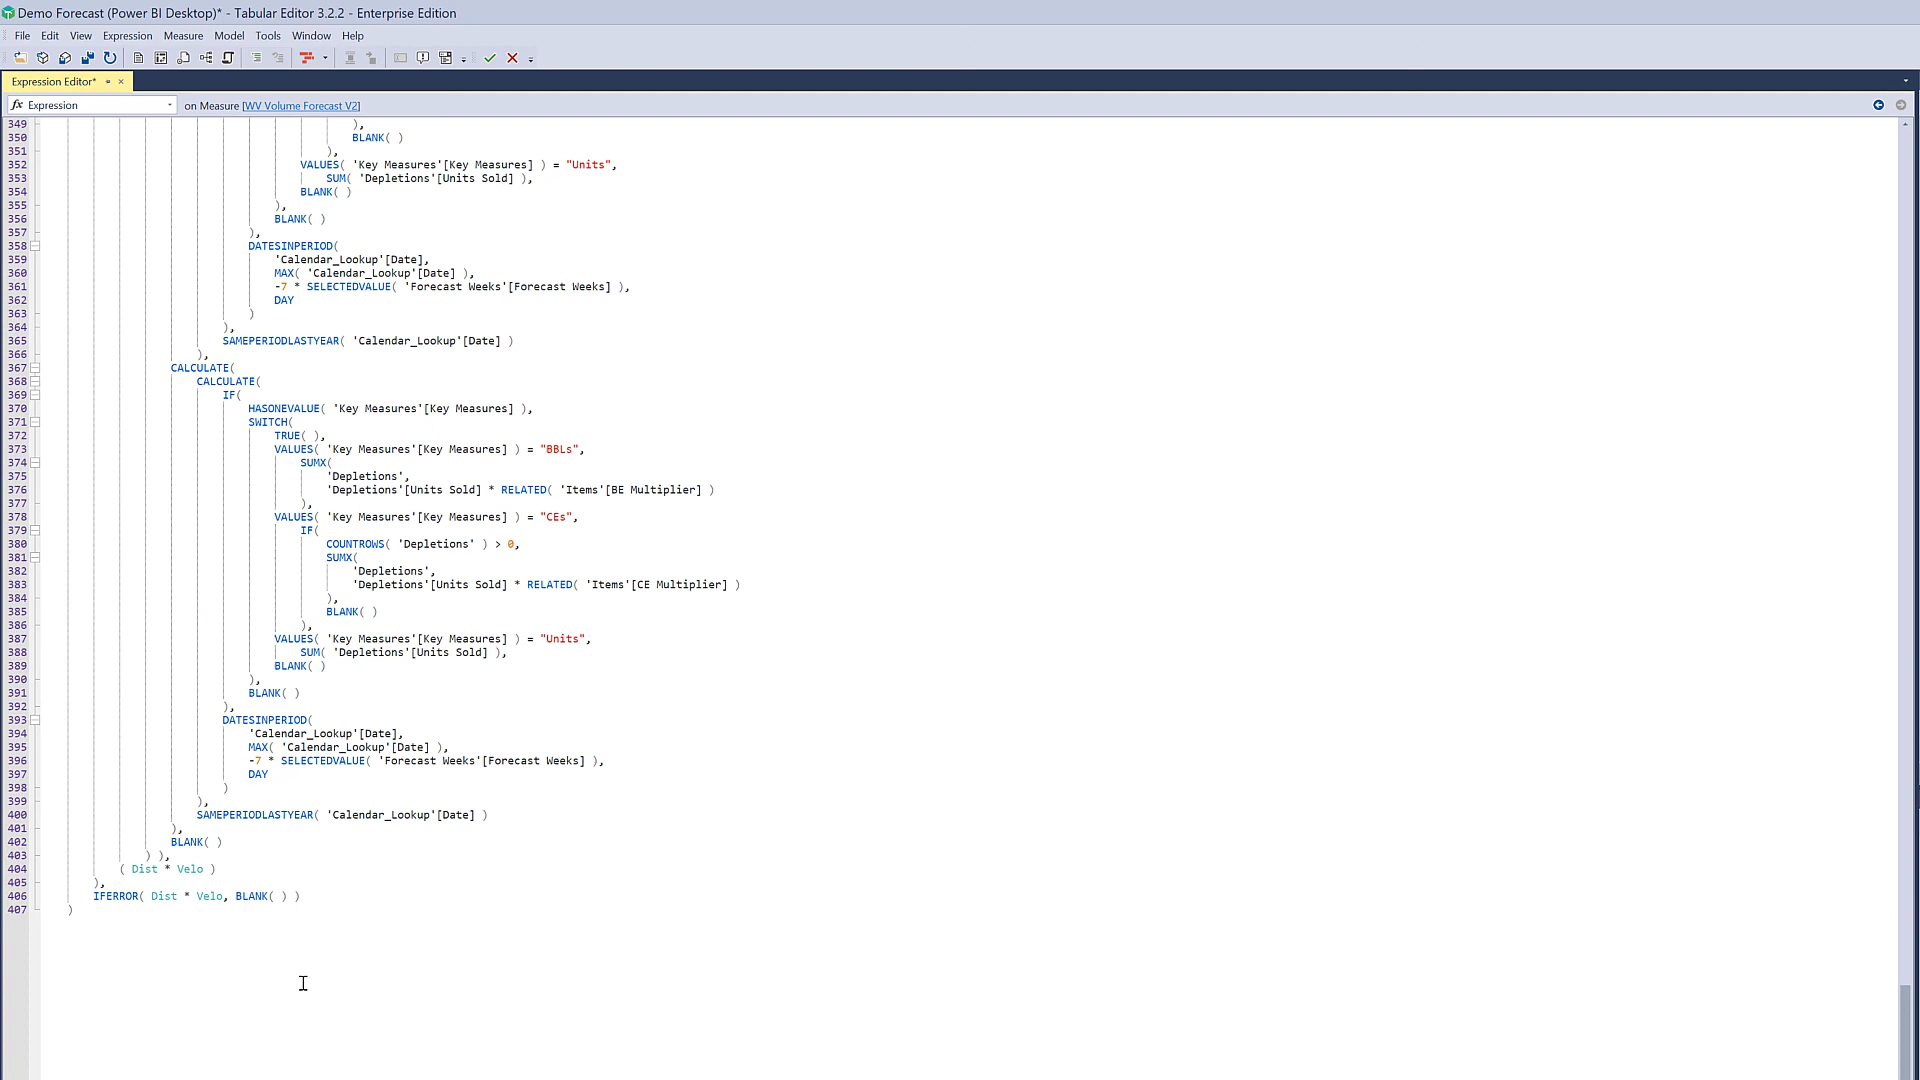 Demo Forecast (Power BI Desktop)* - Tabular Editor 3.2.2 - Enterprise Edition
File Edit View Expression Measure Model Tools Window Help
Expression Editor*
fx Expression on Measure [WV Volume Forecast V2]
349 ),
350 BLANK( )
351 ),
352 VALUES( 'Key Measures'[Key Measures] ) = "Units",
353 SUM( 'Depletions'[Units Sold] ),
354 BLANK( )
355 ),
356 BLANK( )
357 ),
358 DATESINPERIOD(
359 'Calendar_Lookup'[Date],
360 MAX( 'Calendar_Lookup'[Date] ),
361 -7 * SELECTEDVALUE( 'Forecast Weeks'[Forecast Weeks] ),
362 DAY
363 )
364 ),
365 SAMEPERIODLASTYEAR( 'Calendar_Lookup'[Date] )
366 ),
367 CALCULATE(
368 CALCULATE(
369 IF(
370 HASONEVALUE( 'Key Measures'[Key Measures] ),
371 SWITCH(
372 TRUE( ),
373 VALUES( 'Key Measures'[Key Measures] ) = "BBLs",
374 SUMX(
375 'Depletions',
376 'Depletions'[Units Sold] * RELATED( 'Items'[BE Multiplier] )
377 ),
378 VALUES( 'Key Measures'[Key Measures] ) = "CEs",
379 IF(
380 COUNTROWS( 'Depletions' ) > 0,
381 SUMX(
382 'Depletions',
383 'Depletions'[Units Sold] * RELATED( 'Items'[CE Multiplier] )
384 ),
385 BLANK( )
386 ),
387 VALUES( 'Key Measures'[Key Measures] ) = "Units",
388 SUM( 'Depletions'[Units Sold] ),
389 BLANK( )
390 ),
391 BLANK( )
392 ),
393 DATESINPERIOD(
394 'Calendar_Lookup'[Date],
395 MAX( 'Calendar_Lookup'[Date] ),
396 -7 * SELECTEDVALUE( 'Forecast Weeks'[Forecast Weeks] ),
397 DAY
398 )
399 ),
400 SAMEPERIODLASTYEAR( 'Calendar_Lookup'[Date] )
401 ),
402 BLANK( )
403 ) ),
404 ( Dist * Velo )
405 ),
406 IFERROR( Dist * Velo, BLANK( ) )
407 )